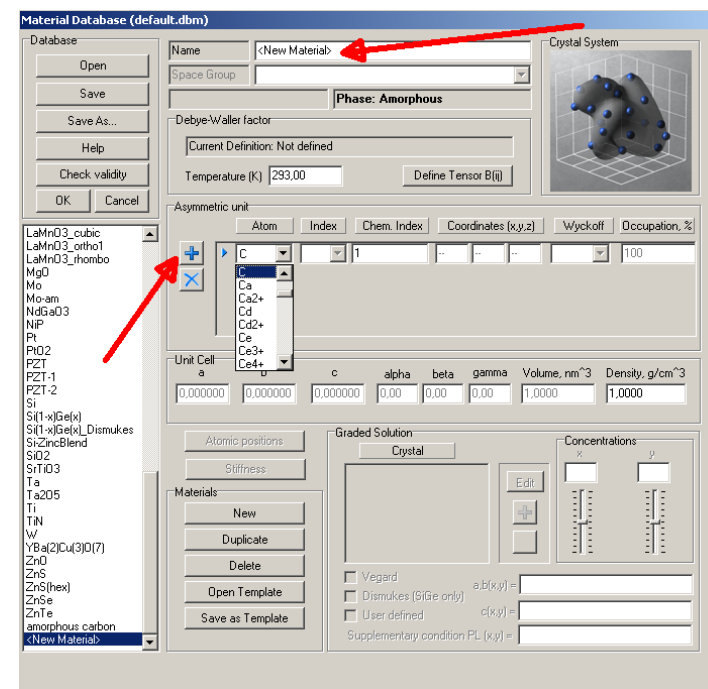 Material Database (default.dbm)
Database
Open
Save
Save As...
Help
Check validity
OK Cancel
Name <New Material>
Space Group
Phase: Amorphous
Debye-Waller factor
Current Definition: Not defined
Temperature (K) 293,00 Define Tensor B(ij)
Crystal System
LaMnO3_cubic
LaMnO3_ortho1
LaMnO3_rhombo
MgO
Mo
Mo-am
NdGaO3
NiP
Pt
PtO2
PZT
PZT-1
PZT-2
Si
Si(1-x)Ge(x)
Si(1-x)Ge(x)_Dismukes
Si-ZincBlend
SiO2
SrTiO3
Ta
Ta2O5
Ti
TiN
W
YBa(2)Cu(3)O(7)
ZnO
ZnS
ZnS(hex)
ZnSe
ZnTe
amorphous carbon
<New Material>
Asymmetric unit
Atom Index Chem. Index Coordinates (x,y,z) Wyckoff Occupation, %
C 1 -- -- -- 100
C
Ca
Ca2+
Cd
Cd2+
Ce
Ce3+
Ce4+
Unit Cell
a b c alpha beta gamma Volume, nm^3 Density, g/cm^3
0,000000 0,000000 0,000000 0,00 0,00 0,00 1,0000 1,0000
Atomic positions
Stiffness
Materials
New
Duplicate
Delete
Open Template
Save as Template
Graded Solution
Crystal
Edit
Concentrations
x y
Vegard
Dismukes (SiGe only)
User defined
a,b(x,y) =
c(x,y) =
Supplementary condition PL (x,y) =